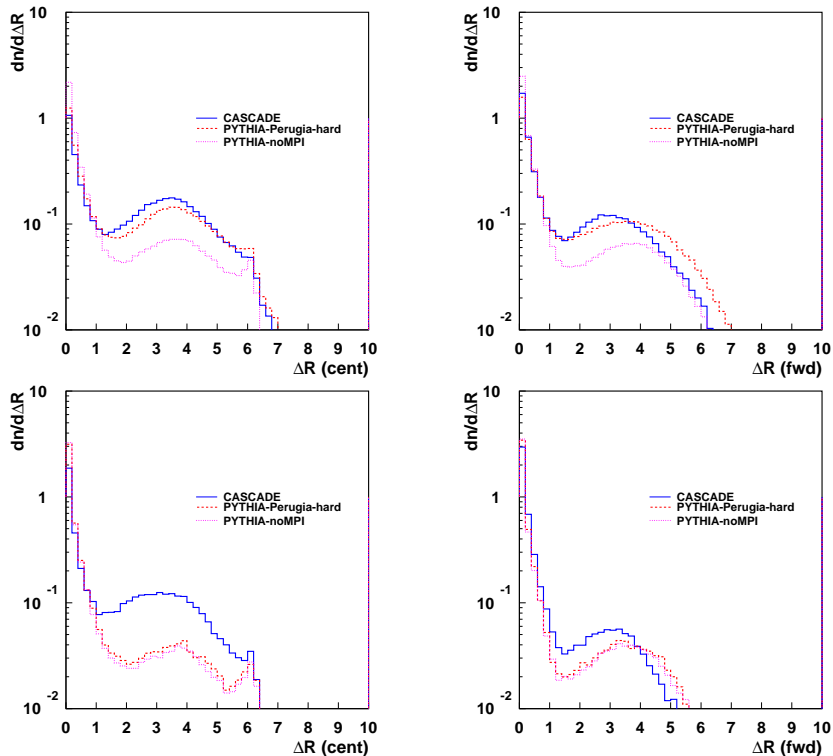 dn/dΔR
10
1
10 -1
10 -2
CASCADE
PYTHIA-Perugia-hard
PYTHIA-noMPI
0 1 2 3 4 5 6 7 8 9 10
ΔR (cent)
dn/dΔR
10
1
10 -1
10 -2
CASCADE
PYTHIA-Perugia-hard
PYTHIA-noMPI
0 1 2 3 4 5 6 7 8 9 10
ΔR (fwd)
dn/dΔR
10
1
10 -1
10 -2
CASCADE
PYTHIA-Perugia-hard
PYTHIA-noMPI
0 1 2 3 4 5 6 7 8 9 10
ΔR (cent)
dn/dΔR
10
1
10 -1
10 -2
CASCADE
PYTHIA-Perugia-hard
PYTHIA-noMPI
0 1 2 3 4 5 6 7 8 9 10
ΔR (fwd)